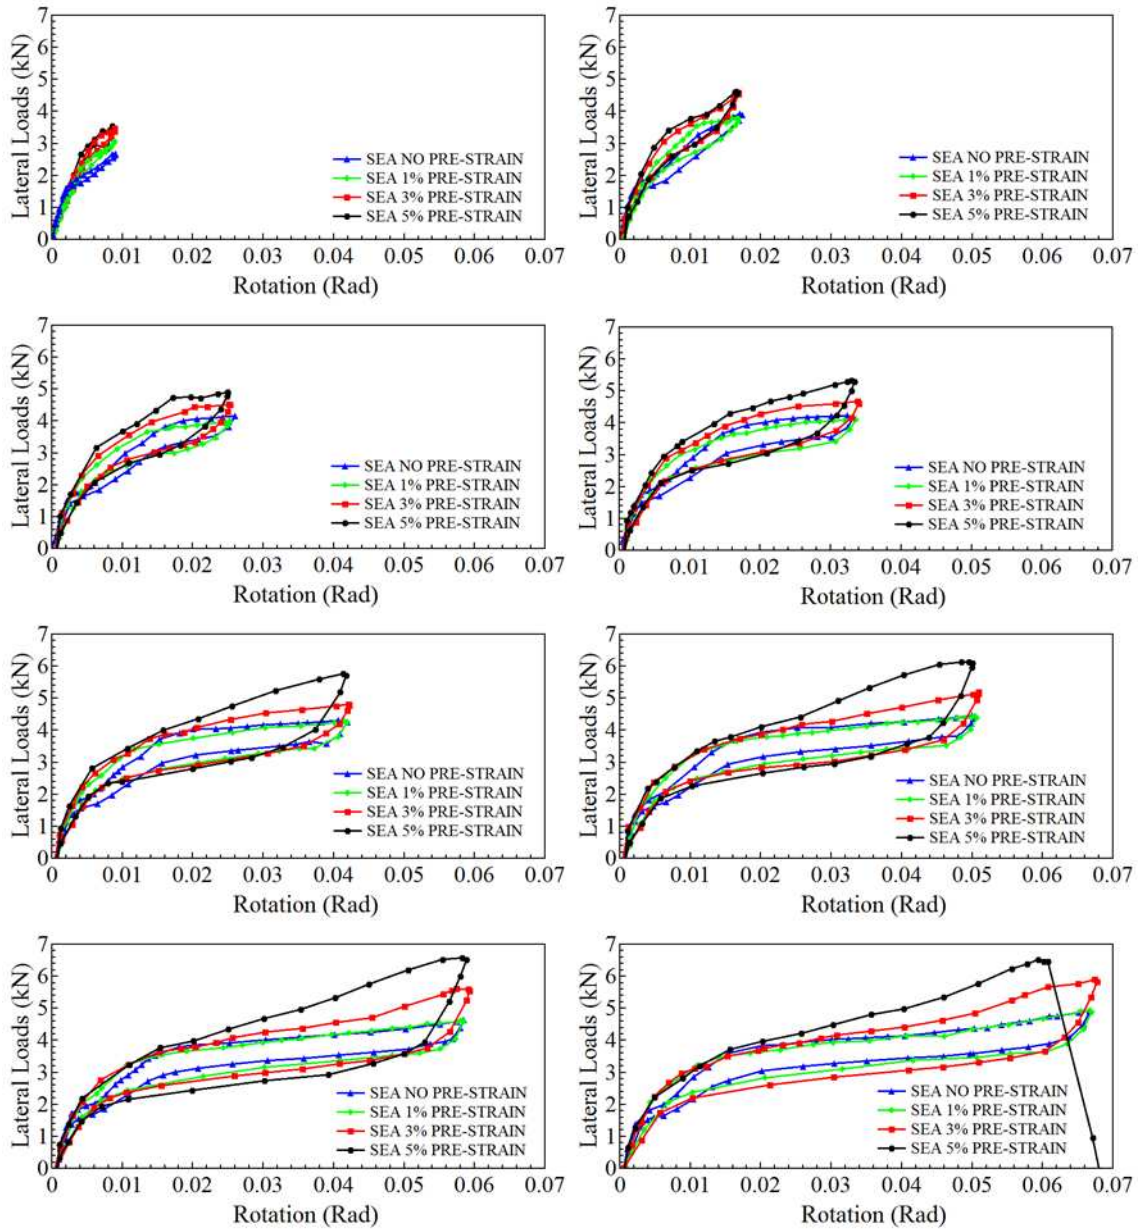 7 7
6 6
5 5
4 4
3 3
2 2
1 1
0 0
Lateral Loads (kN) Lateral Loads (kN)
SEA NO PRE-STRAIN SEA NO PRE-STRAIN
SEA 1% PRE-STRAIN SEA 1% PRE-STRAIN
SEA 3% PRE-STRAIN SEA 3% PRE-STRAIN
SEA 5% PRE-STRAIN SEA 5% PRE-STRAIN
0 0.01 0.02 0.03 0.04 0.05 0.06 0.07 0 0.01 0.02 0.03 0.04 0.05 0.06 0.07
Rotation (Rad) Rotation (Rad)
7 7
6 6
5 5
4 4
3 3
2 2
1 1
0 0
Lateral Loads (kN) Lateral Loads (kN)
SEA NO PRE-STRAIN SEA NO PRE-STRAIN
SEA 1% PRE-STRAIN SEA 1% PRE-STRAIN
SEA 3% PRE-STRAIN SEA 3% PRE-STRAIN
SEA 5% PRE-STRAIN SEA 5% PRE-STRAIN
0 0.01 0.02 0.03 0.04 0.05 0.06 0.07 0 0.01 0.02 0.03 0.04 0.05 0.06 0.07
Rotation (Rad) Rotation (Rad)
7 7
6 6
5 5
4 4
3 3
2 2
1 1
0 0
Lateral Loads (kN) Lateral Loads (kN)
SEA NO PRE-STRAIN SEA NO PRE-STRAIN
SEA 1% PRE-STRAIN SEA 1% PRE-STRAIN
SEA 3% PRE-STRAIN SEA 3% PRE-STRAIN
SEA 5% PRE-STRAIN SEA 5% PRE-STRAIN
0 0.01 0.02 0.03 0.04 0.05 0.06 0.07 0 0.01 0.02 0.03 0.04 0.05 0.06 0.07
Rotation (Rad) Rotation (Rad)
7 7
6 6
5 5
4 4
3 3
2 2
1 1
0 0
Lateral Loads (kN) Lateral Loads (kN)
SEA NO PRE-STRAIN SEA NO PRE-STRAIN
SEA 1% PRE-STRAIN SEA 1% PRE-STRAIN
SEA 3% PRE-STRAIN SEA 3% PRE-STRAIN
SEA 5% PRE-STRAIN SEA 5% PRE-STRAIN
0 0.01 0.02 0.03 0.04 0.05 0.06 0.07 0 0.01 0.02 0.03 0.04 0.05 0.06 0.07
Rotation (Rad) Rotation (Rad)